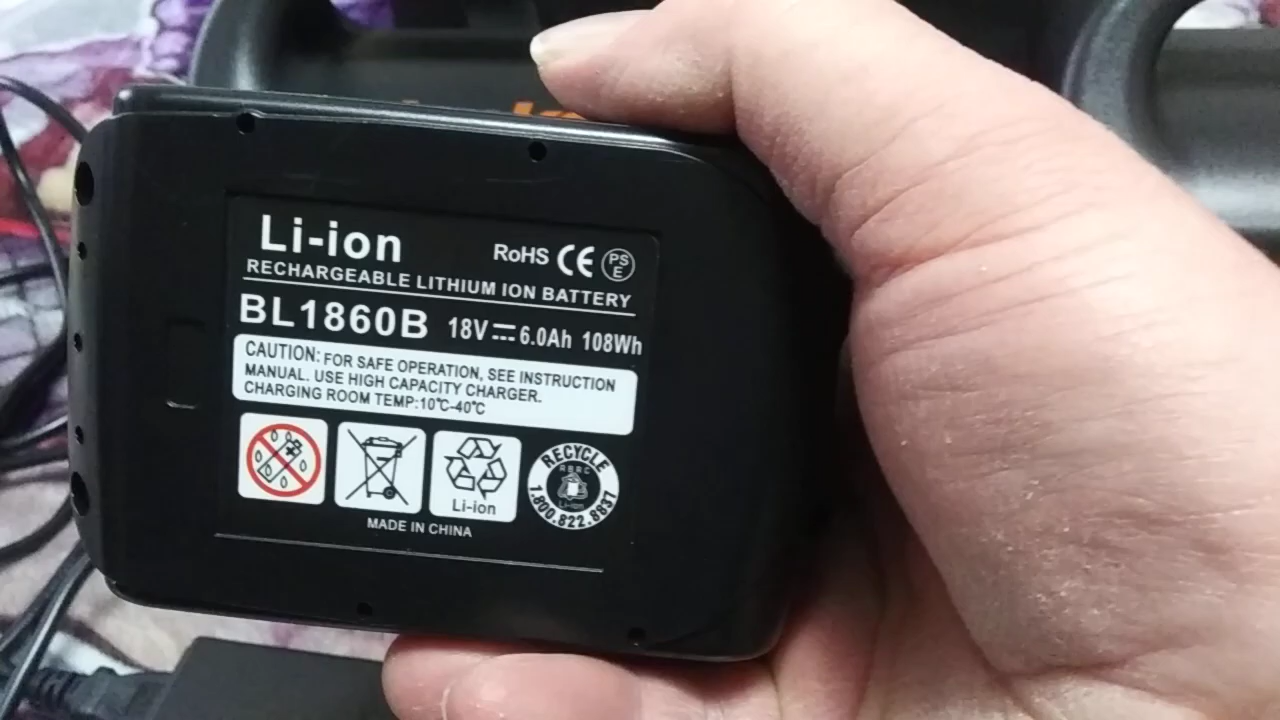 Li-ion
RoHS CE PS E
RECHARGEABLE LITHIUM ION BATTERY
BL1860B 18V 6.0Ah 108Wh
CAUTION: FOR SAFE OPERATION, SEE INSTRUCTION
MANUAL. USE HIGH CAPACITY CHARGER.
CHARGING ROOM TEMP:10℃-40℃
Li-ion
RECYCLE
RBRC
Li-ion
1.800.822.8837
MADE IN CHINA